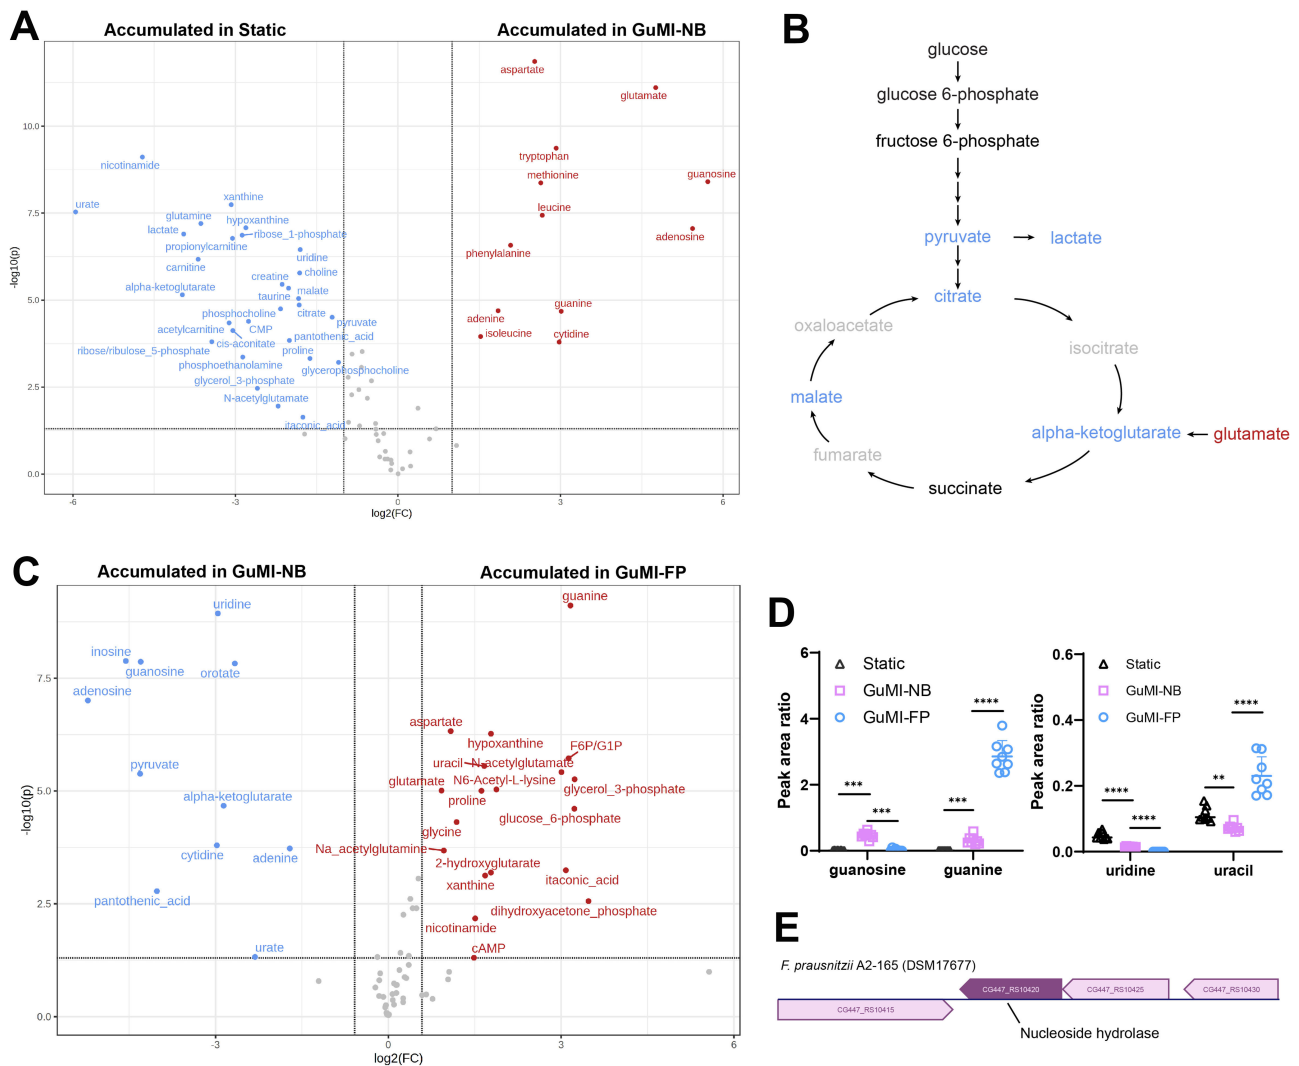 A
Accumulated in Static
Accumulated in GuMI-NB
-log10(p)
10.0
7.5
5.0
2.5
0.0
-6
-3
0
3
6
log2(FC)
aspartate
glutamate
tryptophan
methionine
guanosine
leucine
adenosine
phenylalanine
guanine
adenine
isoleucine
cytidine
nicotinamide
urate
xanthine
glutamine
hypoxanthine
lactate
ribose_1-phosphate
propionylcarnitine
uridine
carnitine
creatine
choline
alpha-ketoglutarate
taurine
malate
phosphocholine
citrate
pyruvate
acetylcarnitine
CMP
pantothenic_acid
cis-aconitate
ribose/ribulose_5-phosphate
proline
phosphoethanolamine
glycerophosphocholine
glycerol_3-phosphate
N-acetylglutamate
itaconic_acid
B
glucose
glucose 6-phosphate
fructose 6-phosphate
pyruvate
lactate
citrate
oxaloacetate
isocitrate
malate
alpha-ketoglutarate
glutamate
fumarate
succinate
C
Accumulated in GuMI-NB
Accumulated in GuMI-FP
-log10(p)
7.5
5.0
2.5
0.0
-3
0
3
6
log2(FC)
uridine
inosine
guanosine
orotate
adenosine
pyruvate
alpha-ketoglutarate
cytidine
adenine
pantothenic_acid
urate
guanine
aspartate
hypoxanthine
F6P/G1P
uracil
N-acetylglutamate
glutamate
N6-Acetyl-L-lysine
proline
glycerol_3-phosphate
glucose_6-phosphate
glycine
Na_acetylglutamine
2-hydroxyglutarate
xanthine
itaconic_acid
dihydroxyacetone_phosphate
nicotinamide
cAMP
D
Peak area ratio
6
4
2
0
Static
GuMI-NB
GuMI-FP
****
***
***
***
guanosine
guanine
Peak area ratio
0.6
0.4
0.2
0.0
Static
GuMI-NB
GuMI-FP
****
**
****
****
uridine
uracil
E
F. prausnitzii A2-165 (DSM17677)
CG447_RS10420
CG447_RS10425
CG447_RS10430
CG447_RS10415
Nucleoside hydrolase